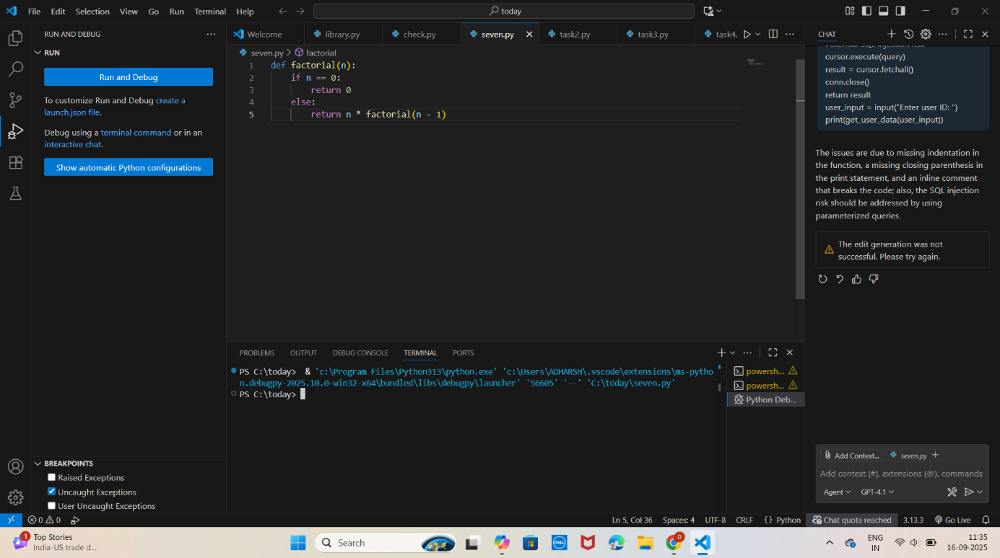 File Edit Selection View Go Run Terminal Help
today
RUN AND DEBUG
RUN
Run and Debug
To customize Run and Debug create a
launch.json file.
Debug using a terminal command or in an
interactive chat.
Show automatic Python configurations
BREAKPOINTS
Raised Exceptions
Uncaught Exceptions
User Uncaught Exceptions
Welcome library.py check.py seven.py task2.py task3.py task4.
seven.py > factorial
1 def factorial(n):
2 if n == 0:
3 return 0
4 else:
5 return n * factorial(n - 1)
PROBLEMS OUTPUT DEBUG CONSOLE TERMINAL PORTS
PS C:\today> & 'c:\Program Files\Python313\python.exe' 'c:\Users\ADHARSH\.vscode\extensions\ms-pytho
n.debugpy-2025.10.0-win32-x64\bundled\libs\debugpy\launcher' '56605' '--' 'C:\today\seven.py'
PS C:\today>
powersh...
powersh...
Python Deb...
CHAT
cursor.execute(query)
result = cursor.fetchall()
conn.close()
return result
user_input = input("Enter user ID: ")
print(get_user_data(user_input))
The issues are due to missing indentation in
the function, a missing closing parenthesis in
the print statement, and an inline comment
that breaks the code; also, the SQL injection
risk should be addressed by using
parameterized queries.
The edit generation was not
successful. Please try again.
Add Context... seven.py
Add context (#), extensions (@), commands
Agent GPT-4.1
0 0
Ln 5, Col 36 Spaces: 4 UTF-8 CRLF {} Python Chat quota reached 3.13.3 Go Live
1
Top Stories
India-US trade d...
Search
DELL
D
ENG
IN
11:35
16-09-2025